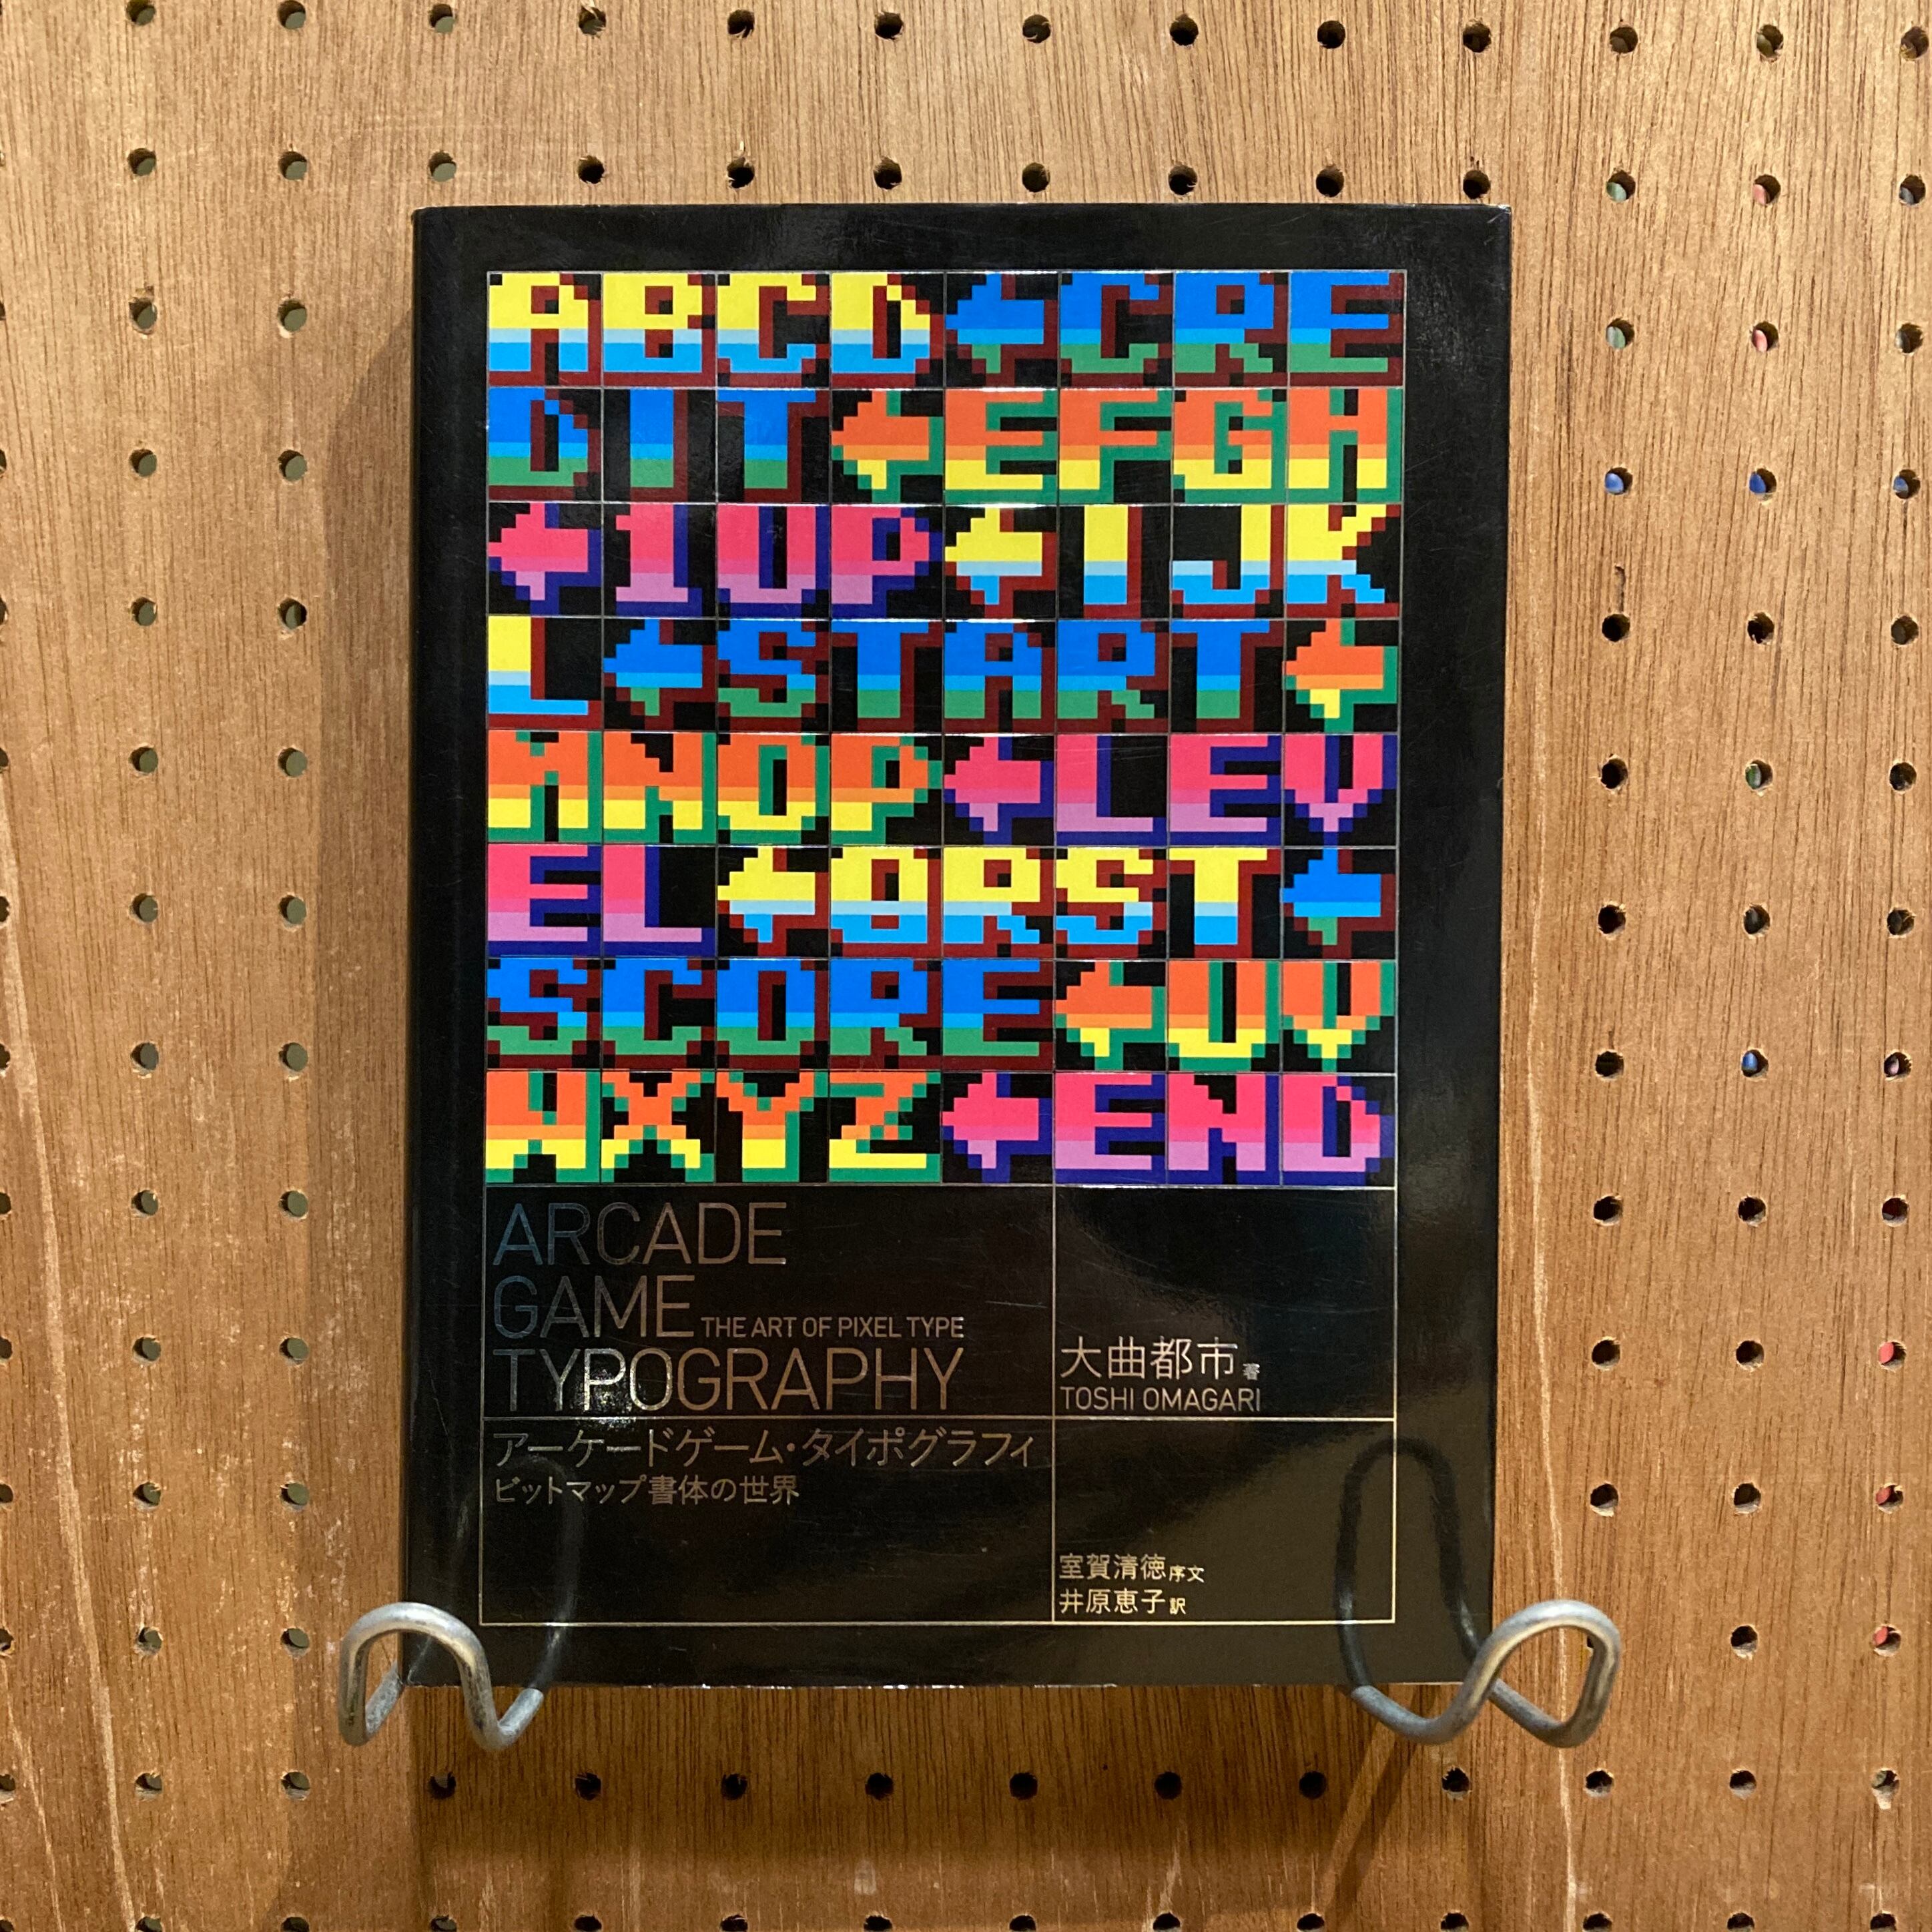 ABCD←CRE
DIT←EFGH
←1UP←IJK
L←START←
MNOP←LEV
EL←QRST←
SCORE←UV
WXYZ←END
ARCADE
GAME THE ART OF PIXEL TYPE
TYPOGRAPHY
大曲都市 著
TOSHI OMAGARI
アーケードゲーム・タイポグラフィ
ビットマップ書体の世界
室賀清徳 序文
井原恵子 訳